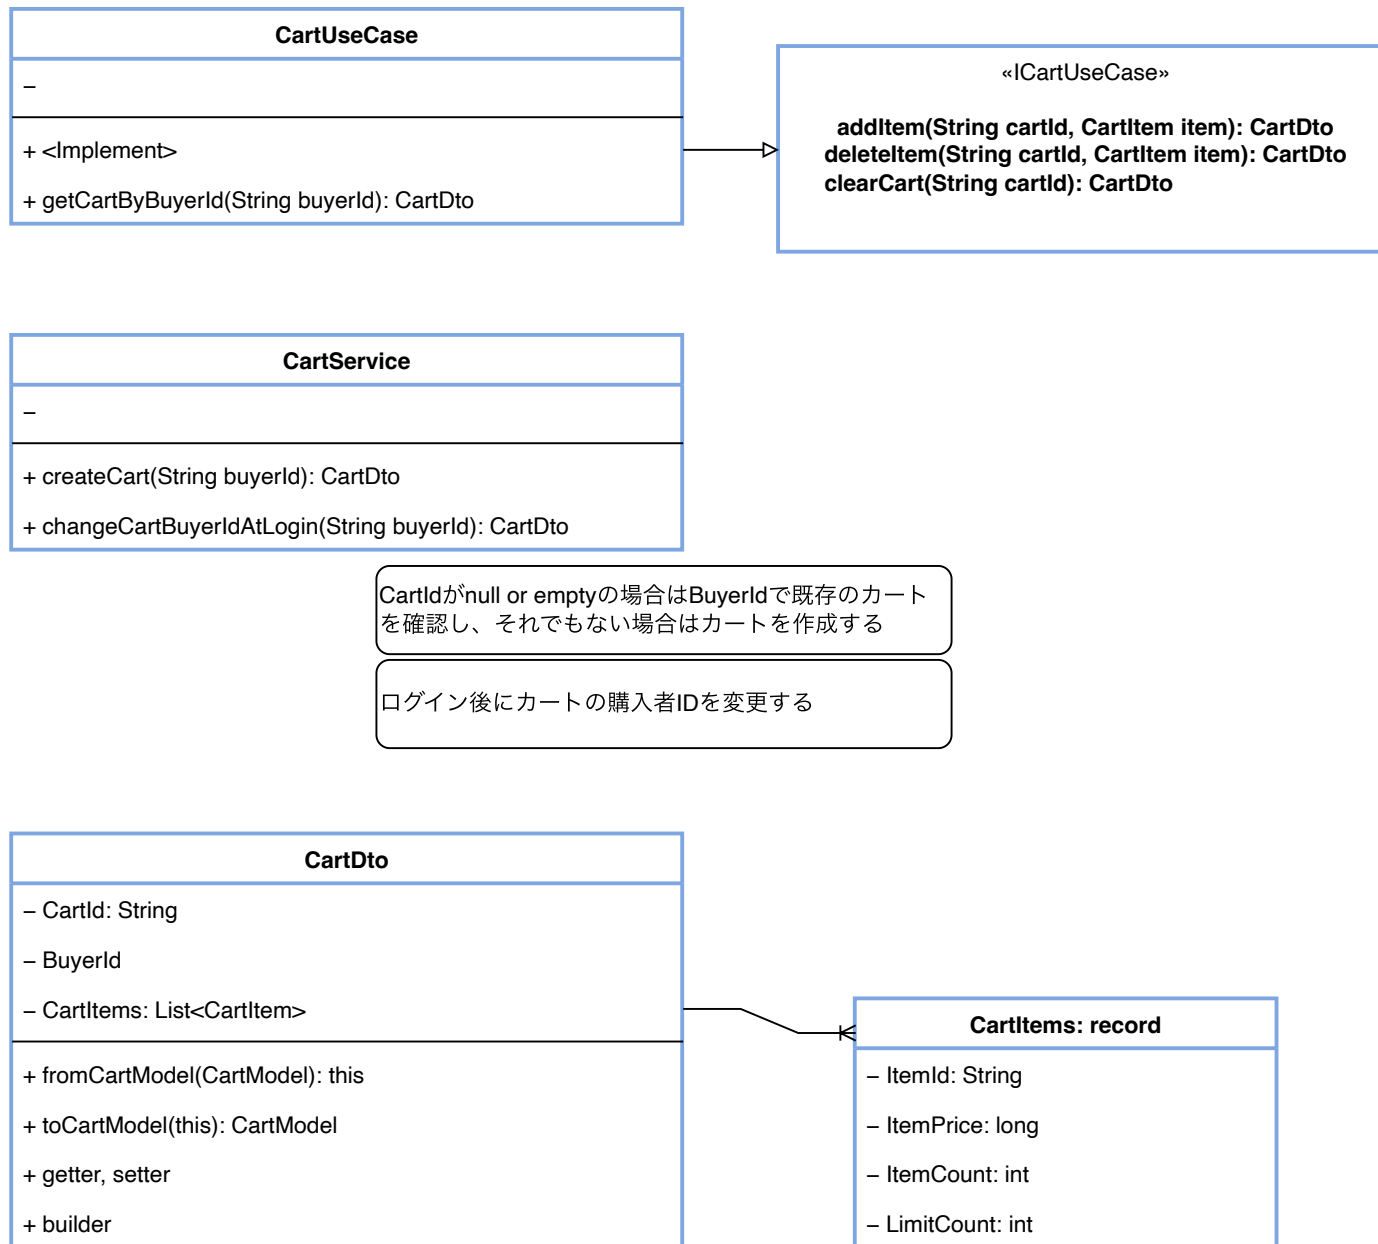 CartUseCase
–
+ <Implement>
+ getCartByBuyerId(String buyerId): CartDto
«ICartUseCase»
addItem(String cartId, CartItem item): CartDto
deleteItem(String cartId, CartItem item): CartDto
clearCart(String cartId): CartDto
CartService
–
+ createCart(String buyerId): CartDto
+ changeCartBuyerIdAtLogin(String buyerId): CartDto
CartIdがnull or emptyの場合はBuyerIdで既存のカート
を確認し、それでもない場合はカートを作成する
ログイン後にカートの購入者IDを変更する
CartDto
– CartId: String
– BuyerId
– CartItems: List<CartItem>
+ fromCartModel(CartModel): this
+ toCartModel(this): CartModel
+ getter, setter
+ builder
CartItems: record
– ItemId: String
– ItemPrice: long
– ItemCount: int
– LimitCount: int